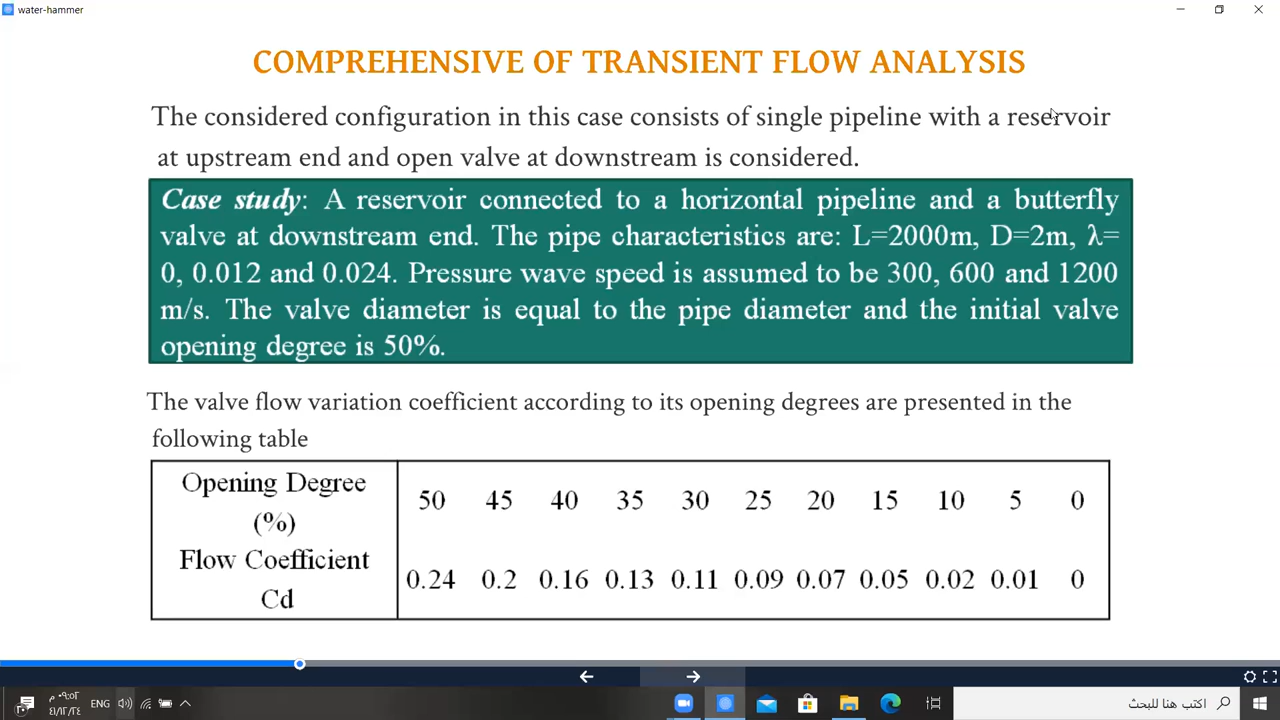 water-hammer
COMPREHENSIVE OF TRANSIENT FLOW ANALYSIS
The considered configuration in this case consists of single pipeline with a reservoir
at upstream end and open valve at downstream is considered.
Case study: A reservoir connected to a horizontal pipeline and a butterfly
valve at downstream end. The pipe characteristics are: L=2000m, D=2m, λ=
0, 0.012 and 0.024. Pressure wave speed is assumed to be 300, 600 and 1200
m/s. The valve diameter is equal to the pipe diameter and the initial valve
opening degree is 50%.
The valve flow variation coefficient according to its opening degrees are presented in the
following table
Opening Degree
(%)
50 45 40 35 30 25 20 15 10 5 0
Flow Coefficient
Cd
0.24 0.2 0.16 0.13 0.11 0.09 0.07 0.05 0.02 0.01 0
ENG
اكتب هنا للبحث